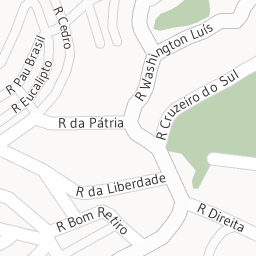 R Cedro
R Washington Luís
R Pau Brasil
R Eucalipto
R Cruzeiro do Sul
R da Pátria
R da Liberdade
R Bom Retiro
R Direita